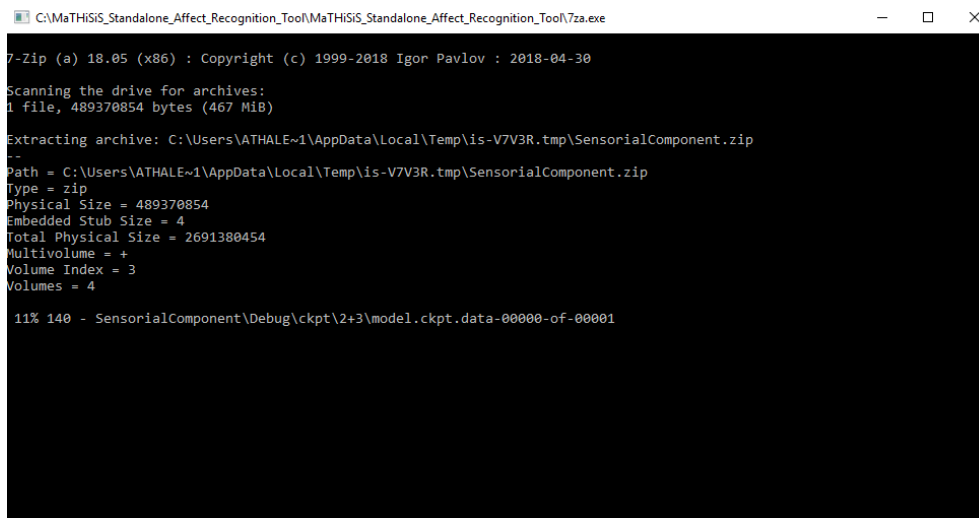 C:\MaTHiSiS_Standalone_Affect_Recognition_Tool\MaTHiSiS_Standalone_Affect_Recognition_Tool\7za.exe
7-Zip (a) 18.05 (x86) : Copyright (c) 1999-2018 Igor Pavlov : 2018-04-30
Scanning the drive for archives:
1 file, 489370854 bytes (467 MiB)
Extracting archive: C:\Users\ATHALE~1\AppData\Local\Temp\is-V7V3R.tmp\SensorialComponent.zip
--
Path = C:\Users\ATHALE~1\AppData\Local\Temp\is-V7V3R.tmp\SensorialComponent.zip
Type = zip
Physical Size = 489370854
Embedded Stub Size = 4
Total Physical Size = 2691380454
Multivolume = +
Volume Index = 3
Volumes = 4
11% 140 - SensorialComponent\Debug\ckpt\2+3\model.ckpt.data-00000-of-00001